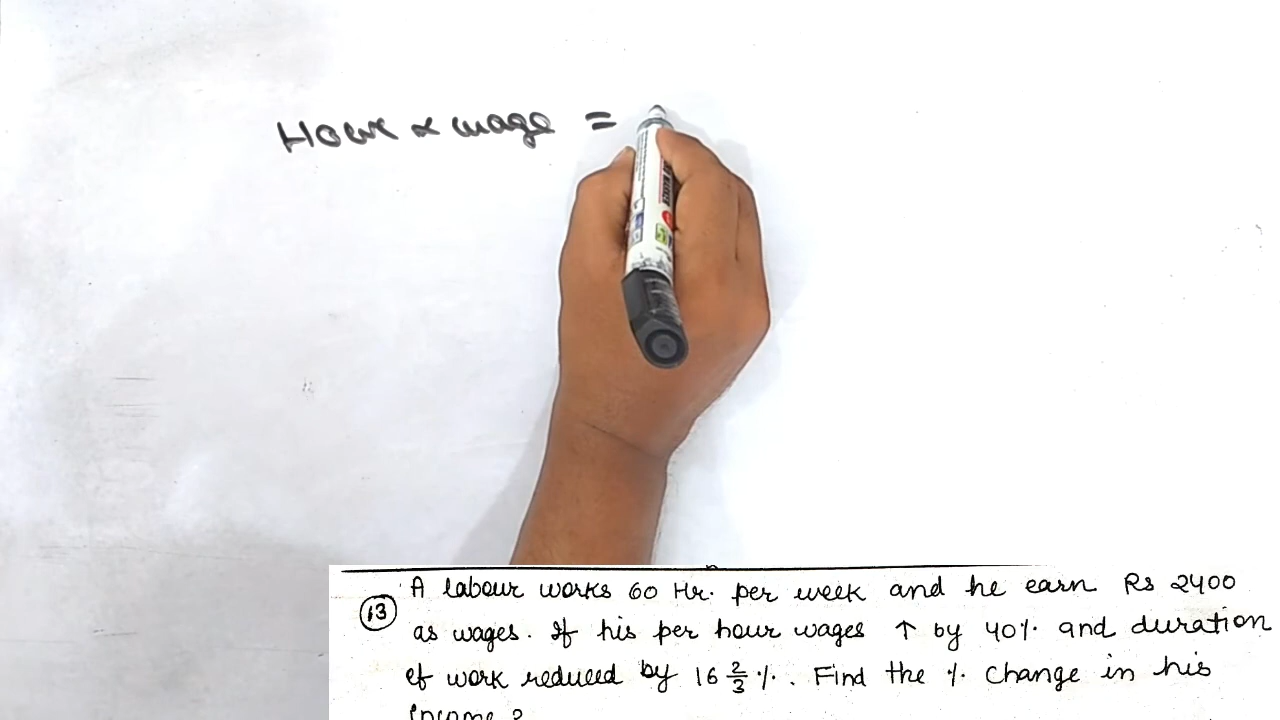 Hour × wage =
13 A labour works 60 Hr. per week and he earn Rs 2400
as wages. If his per hour wages ↑ by 40%. and duration
of work reduced by 16 2/3 %. Find the % change in his
income?